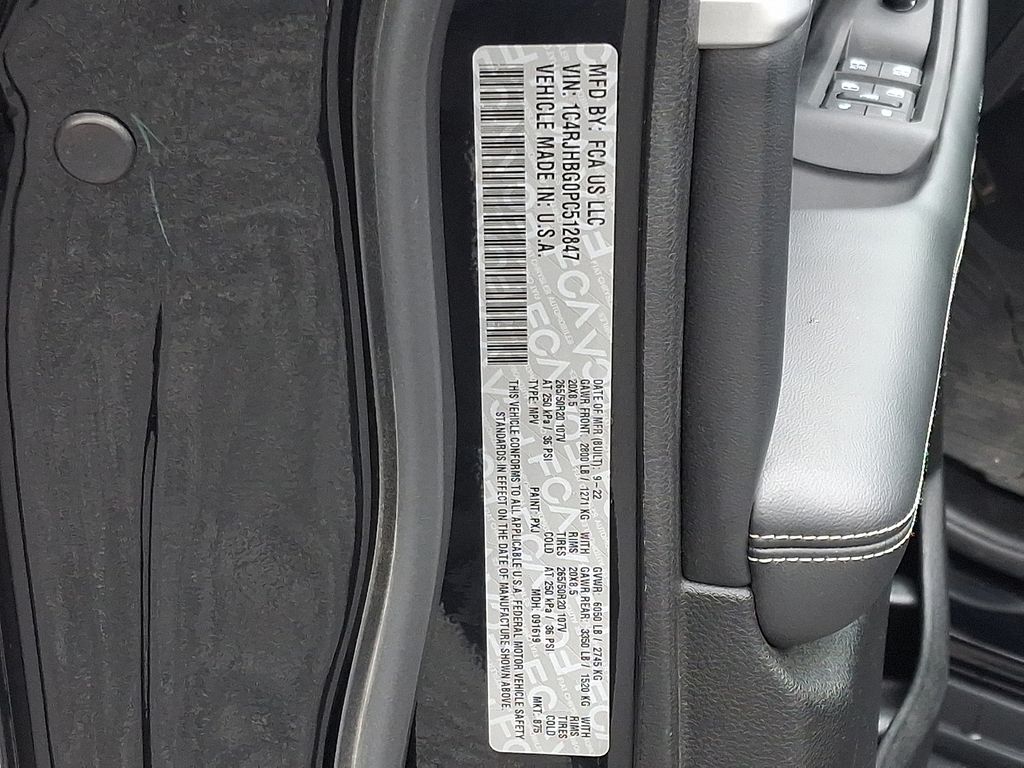 MFD BY: FCA US LLC
VIN: 1C4RJHBG0PC512847
VEHICLE MADE IN: U.S.A
DATE OF MFR (BUILT): 9-22 GVWR: 6050 LB / 2745 KG
GAWR FRONT: 2800 LB / 1271 KG WITH GAWR REAR: 3350 LB / 1520 KG WITH
20X8.5 RIMS 20X8.5 RIMS
265/50R20 107V TIRES 265/50R20 107V TIRES
AT 250 kPa / 36 PSI COLD AT 250 kPa / 36 PSI COLD
TYPE: MPV PAINT: PXJ MDH: 091619 MKT: 875
THIS VEHICLE CONFORMS TO ALL APPLICABLE U.S.A. FEDERAL MOTOR VEHICLE SAFETY
STANDARDS IN EFFECT ON THE DATE OF MANUFACTURE SHOWN ABOVE.